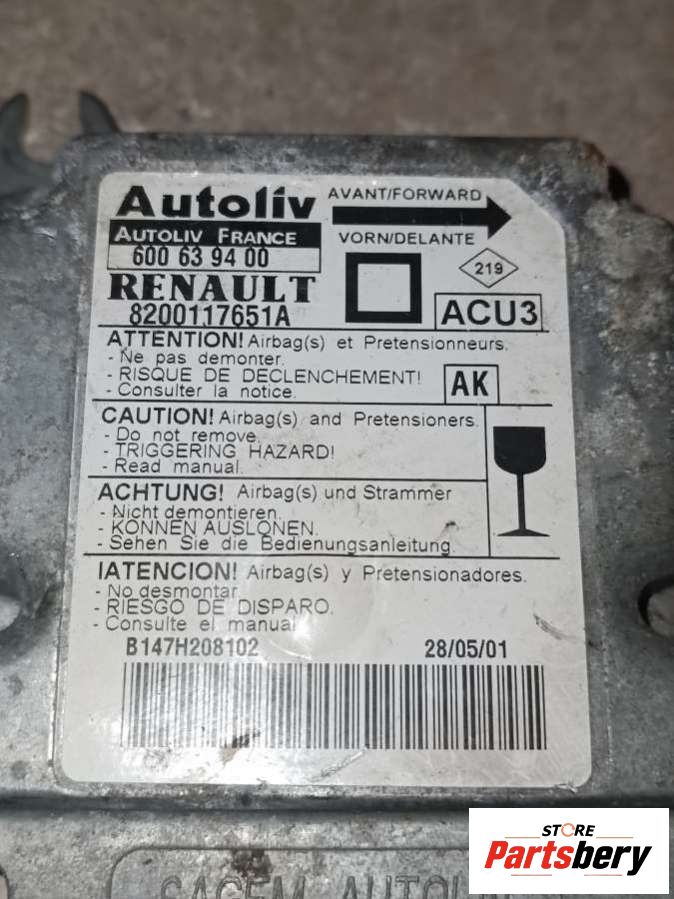 Autoliv
AVANT/FORWARD
AUTOLIV FRANCE
VORN/DELANTE
600 63 94 00
219
RENAULT
8200117651A
ACU3
ATTENTION! Airbag(s) et Pretensionneurs.
- Ne pas demonter.
- RISQUE DE DECLENCHEMENT!
- Consulter la notice.
AK
CAUTION! Airbag(s) and Pretensioners.
- Do not remove.
- TRIGGERING HAZARD!
- Read manual.
ACHTUNG! Airbag(s) und Strammer
- Nicht demontieren.
- KONNEN AUSLONEN.
- Sehen Sie die Bedienungsanleitung
IATENCION! Airbag(s) y Pretensionadores.
- No desmontar.
- RIESGO DE DISPARO.
- Consulte el manual
B147H208102 28/05/01
SAGEM AUTOLIV
STORE
Partsbery